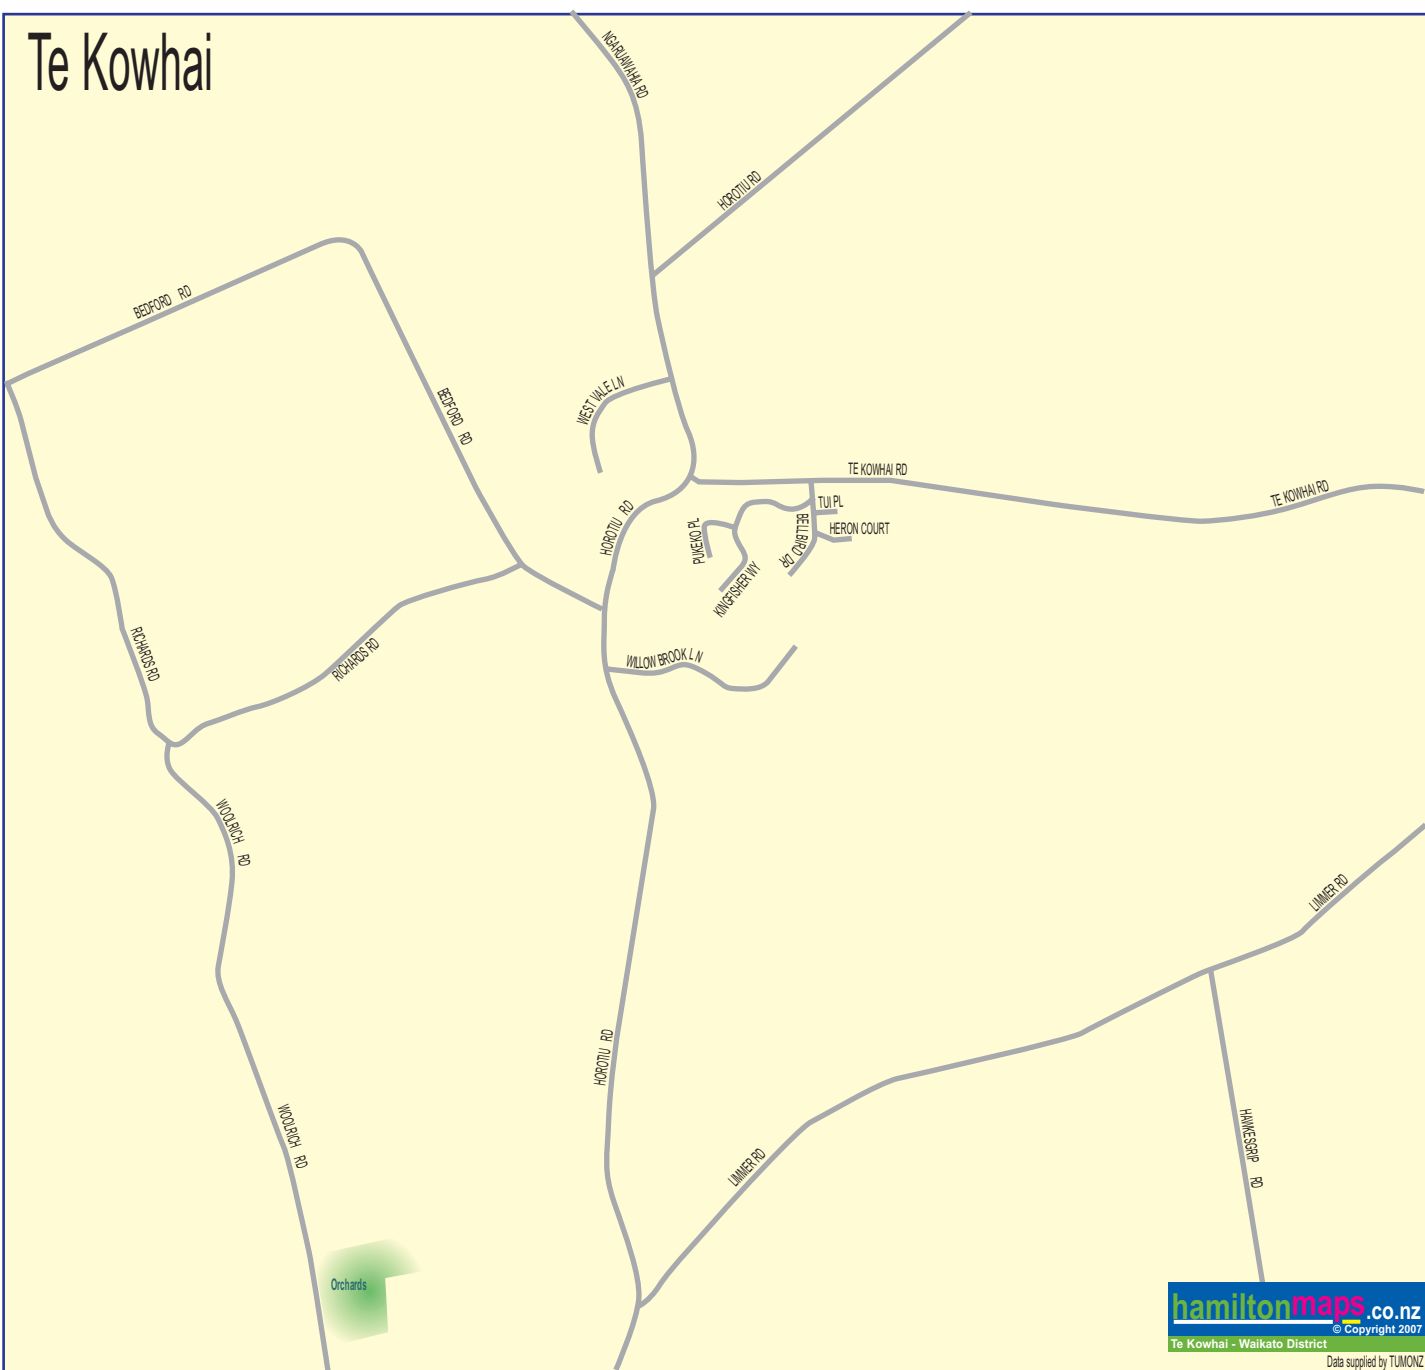 Te Kowhai
NGARUAWAHIA RD
HOROTIU RD
BEDFORD RD
BEDFORD RD
WEST VALE LN
TE KOWHAI RD
TE KOWHAI RD
TUI PL
HERON COURT
BELLBIRD DR
PUKEKO PL
KINGFISHER WY
HOROTIU RD
RICHARDS RD
RICHARDS RD
WILLOW BROOK LN
WOOLRICH RD
LIMMER RD
HOROTIU RD
WOOLRICH RD
LIMMER RD
HAWKESGRIP RD
Orchards
hamiltonmaps.co.nz
© Copyright 2007
Te Kowhai - Waikato District
Data supplied by TUMONZ